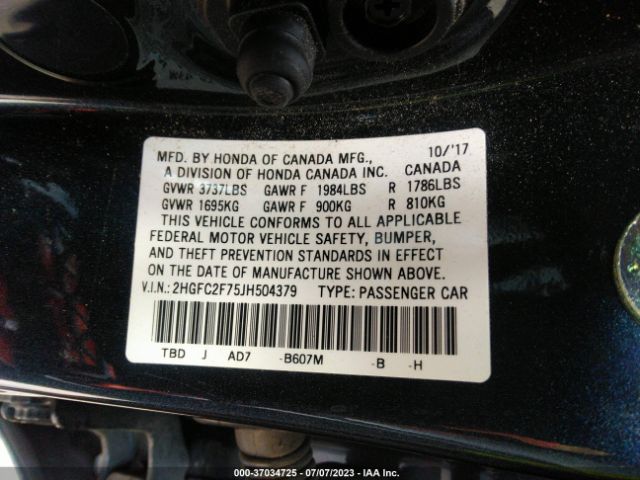 MFD. BY HONDA OF CANADA MFG., 10/'17
A DIVISION OF HONDA CANADA INC. CANADA
GVWR 3737LBS GAWR F 1984LBS R 1786LBS
GVWR 1695KG GAWR F 900KG R 810KG
THIS VEHICLE CONFORMS TO ALL APPLICABLE
FEDERAL MOTOR VEHICLE SAFETY, BUMPER,
AND THEFT PREVENTION STANDARDS IN EFFECT
ON THE DATE OF MANUFACTURE SHOWN ABOVE.
V.I.N.: 2HGFC2F75JH504379 TYPE: PASSENGER CAR
TBD J AD7 -B607M -B -H
000-37034725 - 07/07/2023 - IAA Inc.